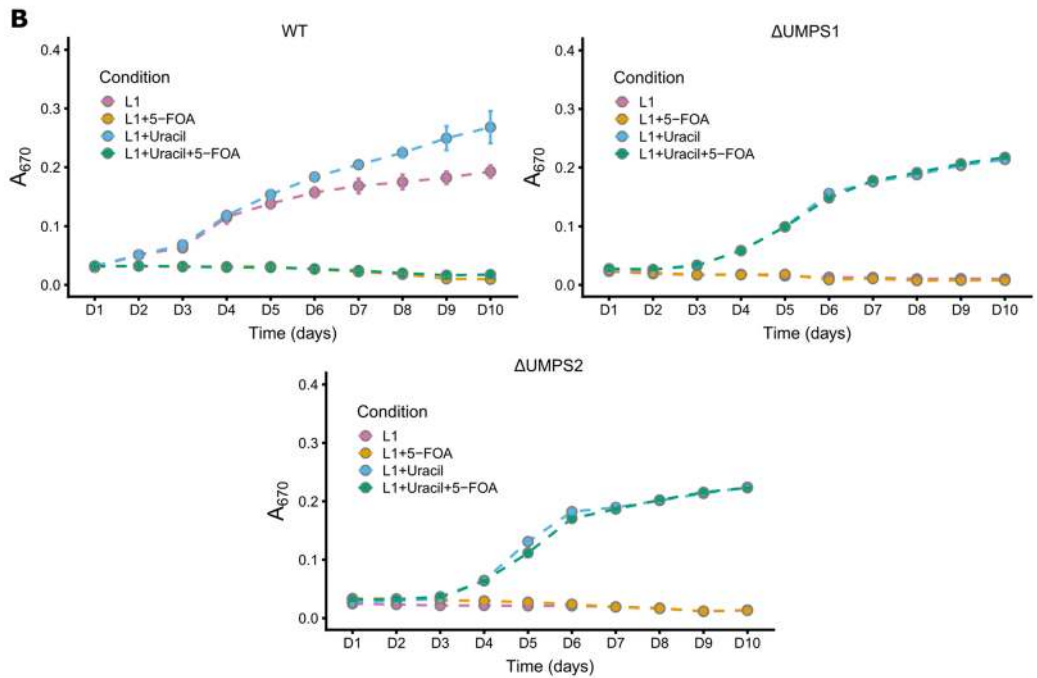 B
WT
0.4
0.3
0.2
0.1
0.0
A670
Condition
L1
L1+5−FOA
L1+Uracil
L1+Uracil+5−FOA
D1 D2 D3 D4 D5 D6 D7 D8 D9 D10
Time (days)
ΔUMPS1
0.4
0.3
0.2
0.1
0.0
A670
Condition
L1
L1+5−FOA
L1+Uracil
L1+Uracil+5−FOA
D1 D2 D3 D4 D5 D6 D7 D8 D9 D10
Time (days)
ΔUMPS2
0.4
0.3
0.2
0.1
0.0
A670
Condition
L1
L1+5−FOA
L1+Uracil
L1+Uracil+5−FOA
D1 D2 D3 D4 D5 D6 D7 D8 D9 D10
Time (days)